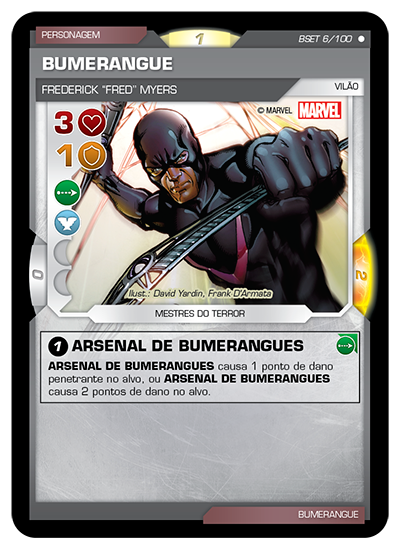 PERSONAGEM
1
BSET 6/100
BUMERANGUE
FREDERICK "FRED" MYERS
VILÃO
© MARVEL
MARVEL
3
1
0
2
Ilust.: David Yardin, Frank D'Armata
MESTRES DO TERROR
1 ARSENAL DE BUMERANGUES
ARSENAL DE BUMERANGUES causa 1 ponto de dano
penetrante no alvo, ou ARSENAL DE BUMERANGUES
causa 2 pontos de dano no alvo.
BUMERANGUE